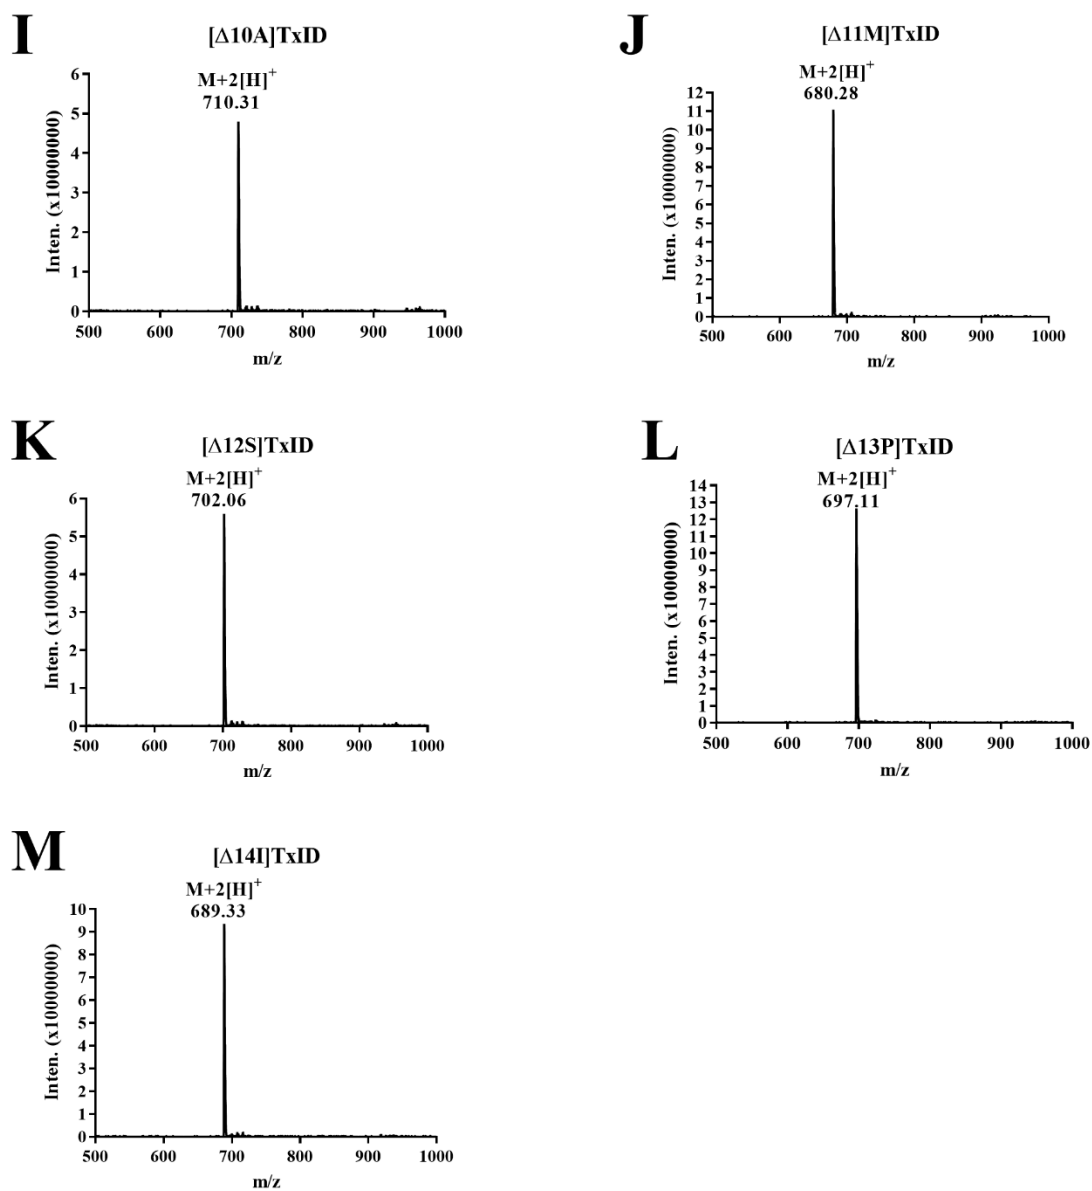 I
[Δ10A]TxID
M+2[H]+
710.31
Inten. (x10000000)
6
5
4
3
2
1
0
500 600 700 800 900 1000
m/z
J
[Δ11M]TxID
M+2[H]+
680.28
Inten. (x10000000)
12
11
10
9
8
7
6
5
4
3
2
1
0
500 600 700 800 900 1000
m/z
K
[Δ12S]TxID
M+2[H]+
702.06
Inten. (x10000000)
6
5
4
3
2
1
0
500 600 700 800 900 1000
m/z
L
[Δ13P]TxID
M+2[H]+
697.11
Inten. (x10000000)
14
13
12
11
10
9
8
7
6
5
4
3
2
1
0
500 600 700 800 900 1000
m/z
M
[Δ14I]TxID
M+2[H]+
689.33
Inten. (x10000000)
10
9
8
7
6
5
4
3
2
1
0
500 600 700 800 900 1000
m/z